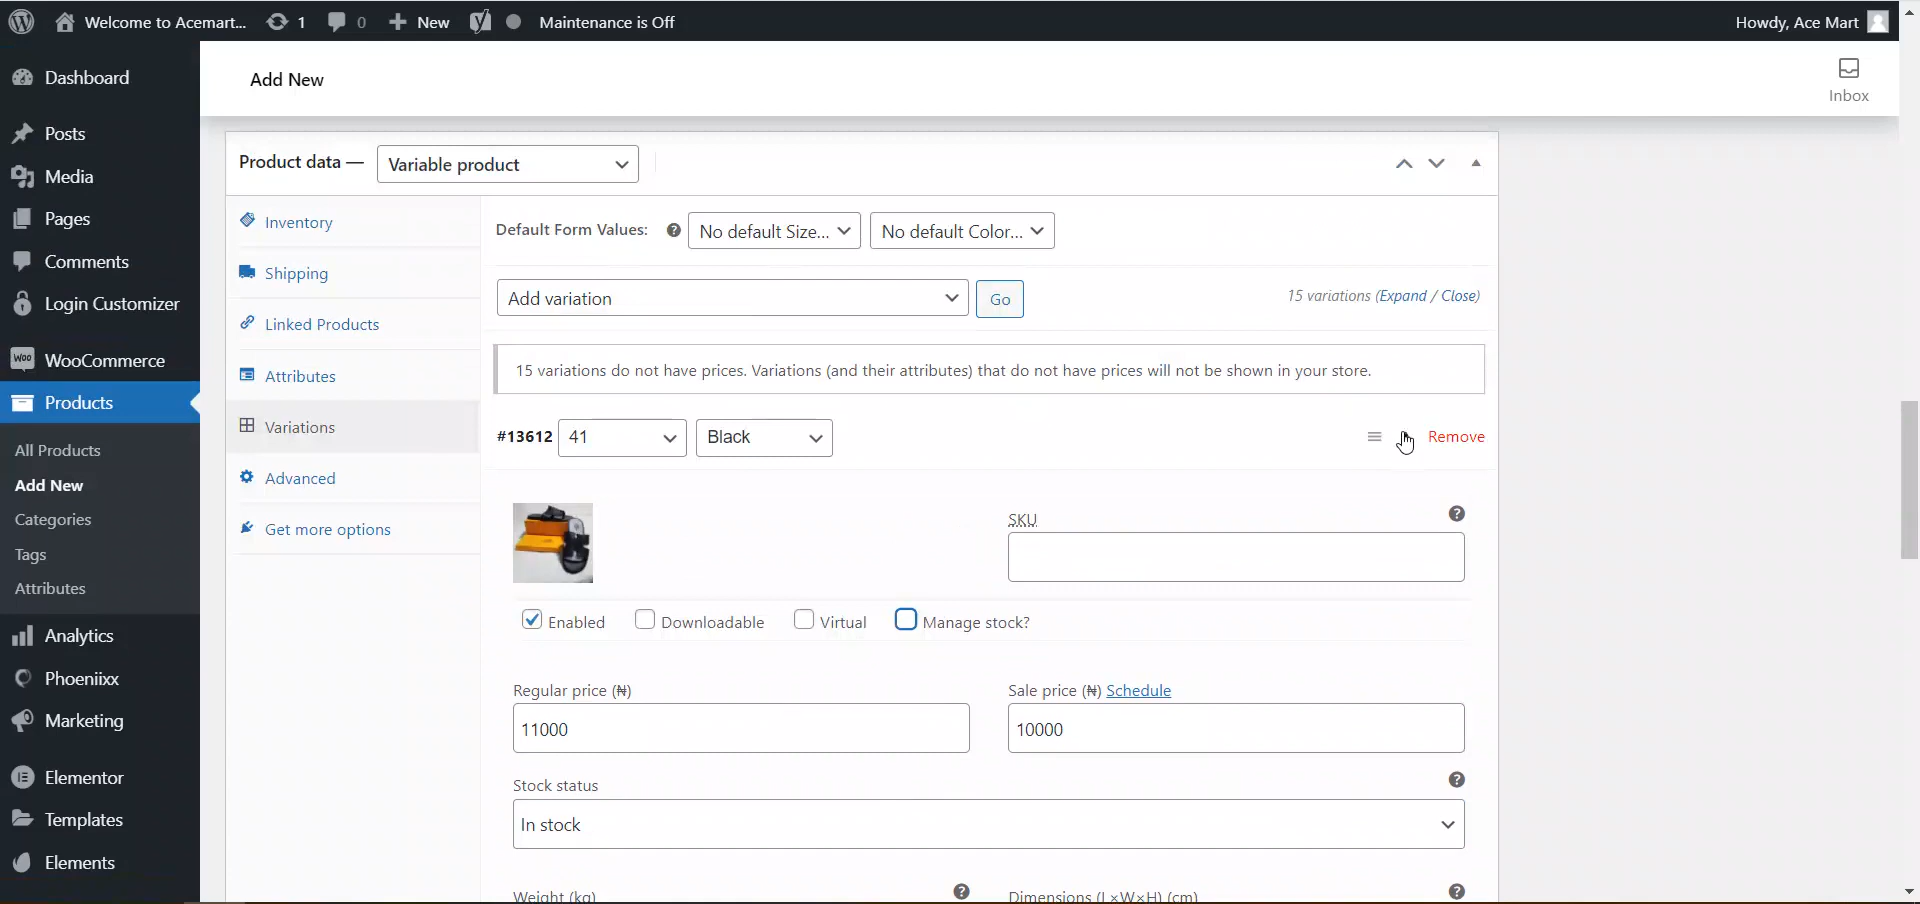 Welcome to Acemart... 1 0 New Maintenance is Off Howdy, Ace Mart
Add New
Inbox
Dashboard
Posts
Media
Pages
Comments
Login Customizer
WooCommerce
Products
All Products
Add New
Categories
Tags
Attributes
Analytics
Phoeniixx
Marketing
Elementor
Templates
Elements
Product data — Variable product
Inventory
Shipping
Linked Products
Attributes
Variations
Advanced
Get more options
Default Form Values: No default Size... No default Color...
Add variation Go 15 variations (Expand / Close)
15 variations do not have prices. Variations (and their attributes) that do not have prices will not be shown in your store.
#13612 41 Black Remove
SKU
Enabled Downloadable Virtual Manage stock?
Regular price (₦) Sale price (₦) Schedule
11000 10000
Stock status
In stock
Weight (kg) Dimensions (L×W×H) (cm)